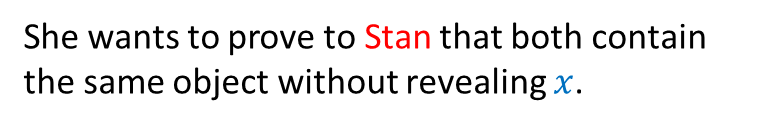 She wants to prove to Stan that both contain
the same object without revealing 𝑥.